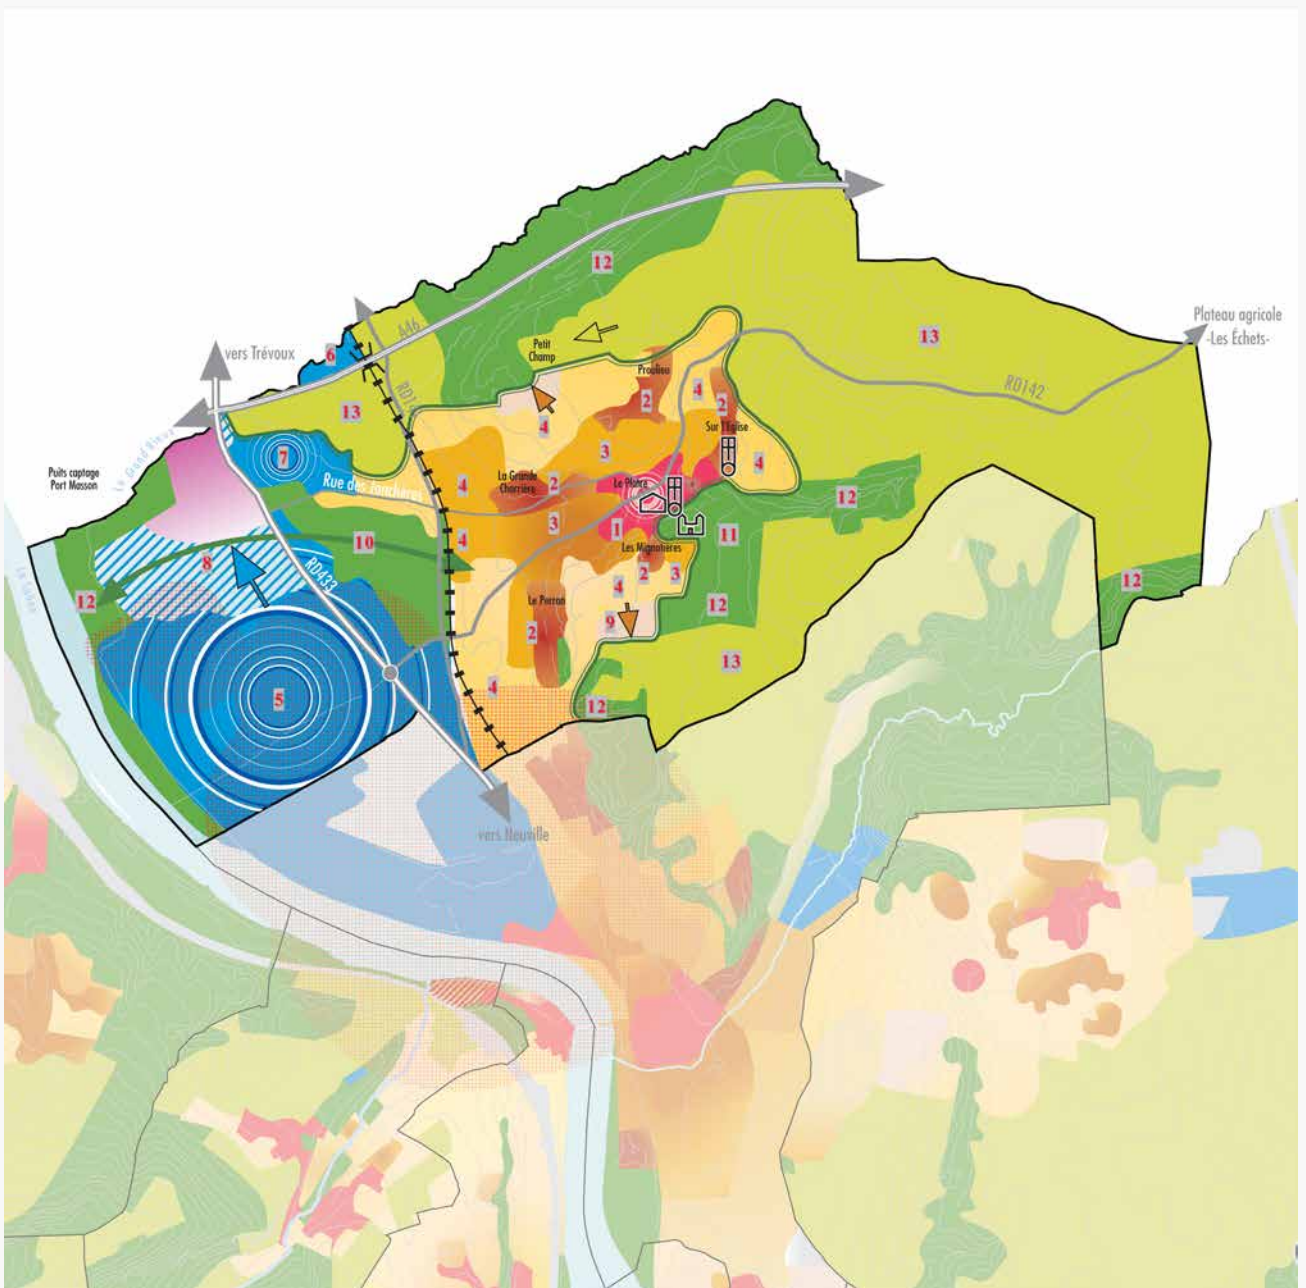 12
13
Plateau agricole
-Les Échets-
13
Petit
Champ
A46
vers Trévoux
6
Proulieu
RD142
13
4
2
2
4
Sur l'Église
3
4
7
La Grande
Charrière
2
4
Le Plâtre
Puits captage
Port Masson
Rue des Jonchères
12
3
1
11
4
10
Les Mignotières
8
RD433
2
3
4
12
Le Perron
9
12
12
2
13
4
5
12
vers Neuville